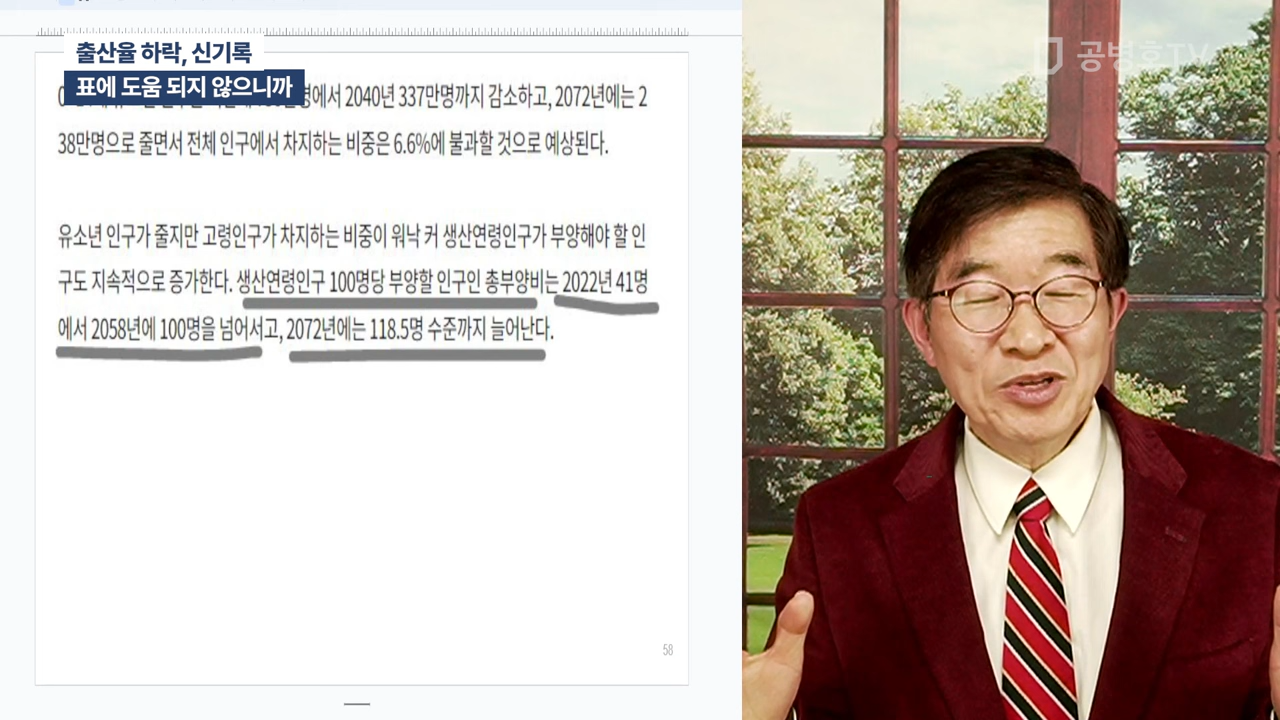 출산율 하락, 신기록
표에 도움 되지 않으니까
명에서 2040년 337만명까지 감소하고, 2072년에는 2
38만명으로 줄면서 전체 인구에서 차지하는 비중은 6.6%에 불과할 것으로 예상된다.
유소년 인구가 줄지만 고령인구가 차지하는 비중이 워낙 커 생산연령인구가 부양해야 할 인
구도 지속적으로 증가한다. 생산연령인구 100명당 부양할 인구인 총부양비는 2022년 41명
에서 2058년에 100명을 넘어서고, 2072년에는 118.5명 수준까지 늘어난다.
58
공병호TV